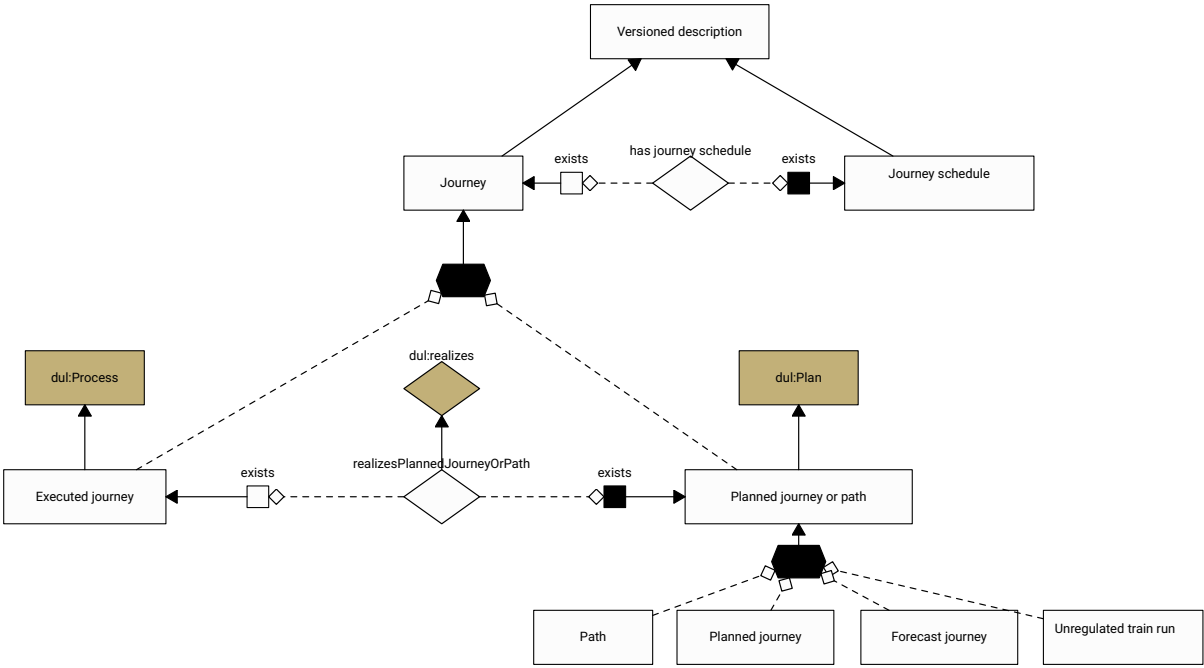 Versioned description
exists
has journey schedule
exists
Journey
Journey schedule
dul:realizes
dul:Process
dul:Plan
realizesPlannedJourneyOrPath
exists
exists
Executed journey
Planned journey or path
Path
Planned journey
Forecast journey
Unregulated train run